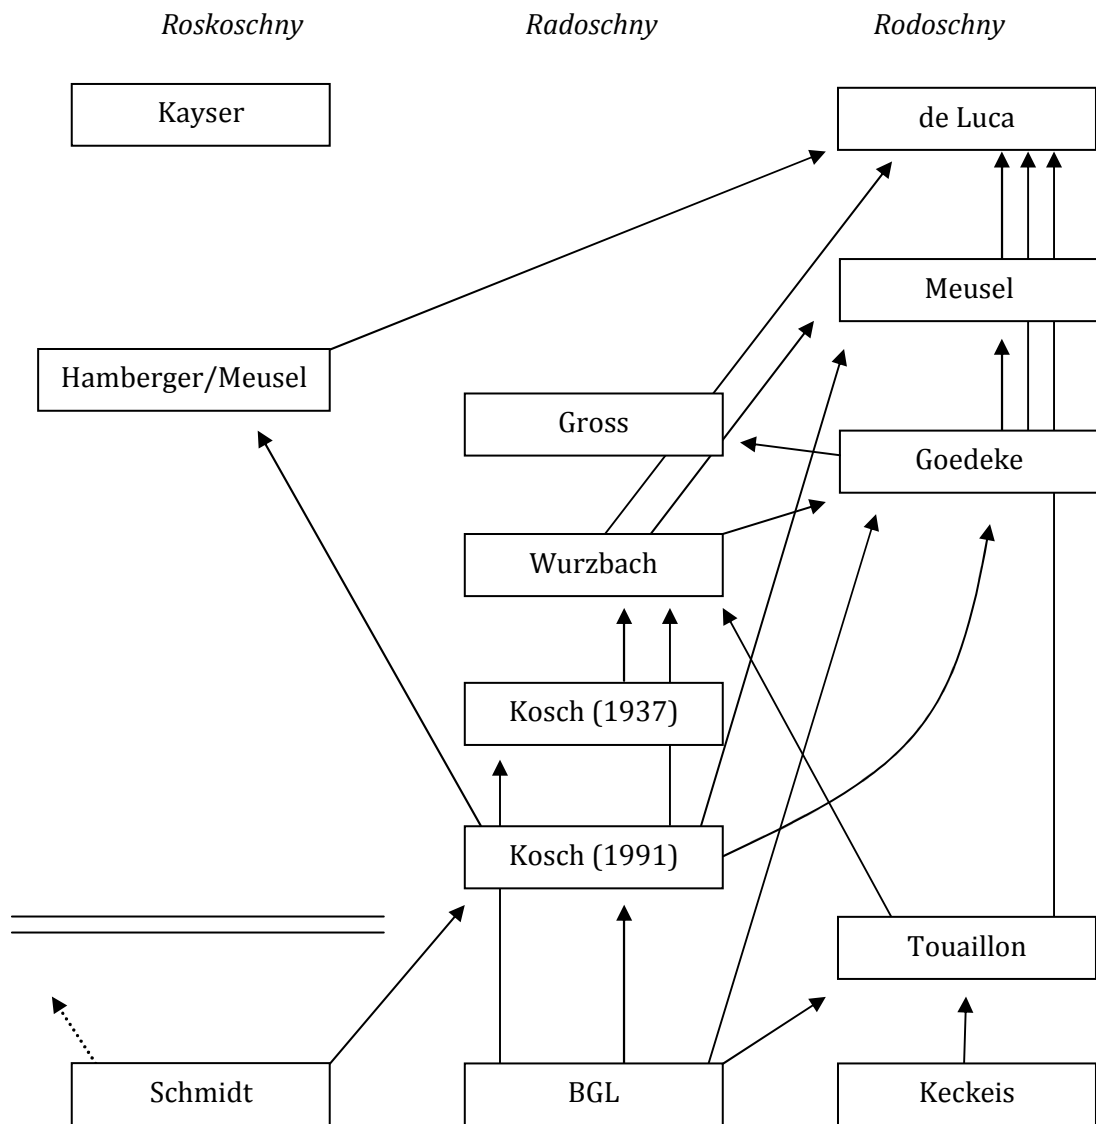 Roskoschny
Radoschny
Rodoschny
Kayser
de Luca
Meusel
Hamberger/Meusel
Gross
Goedeke
Wurzbach
Kosch (1937)
Kosch (1991)
Touaillon
Schmidt
BGL
Keckeis